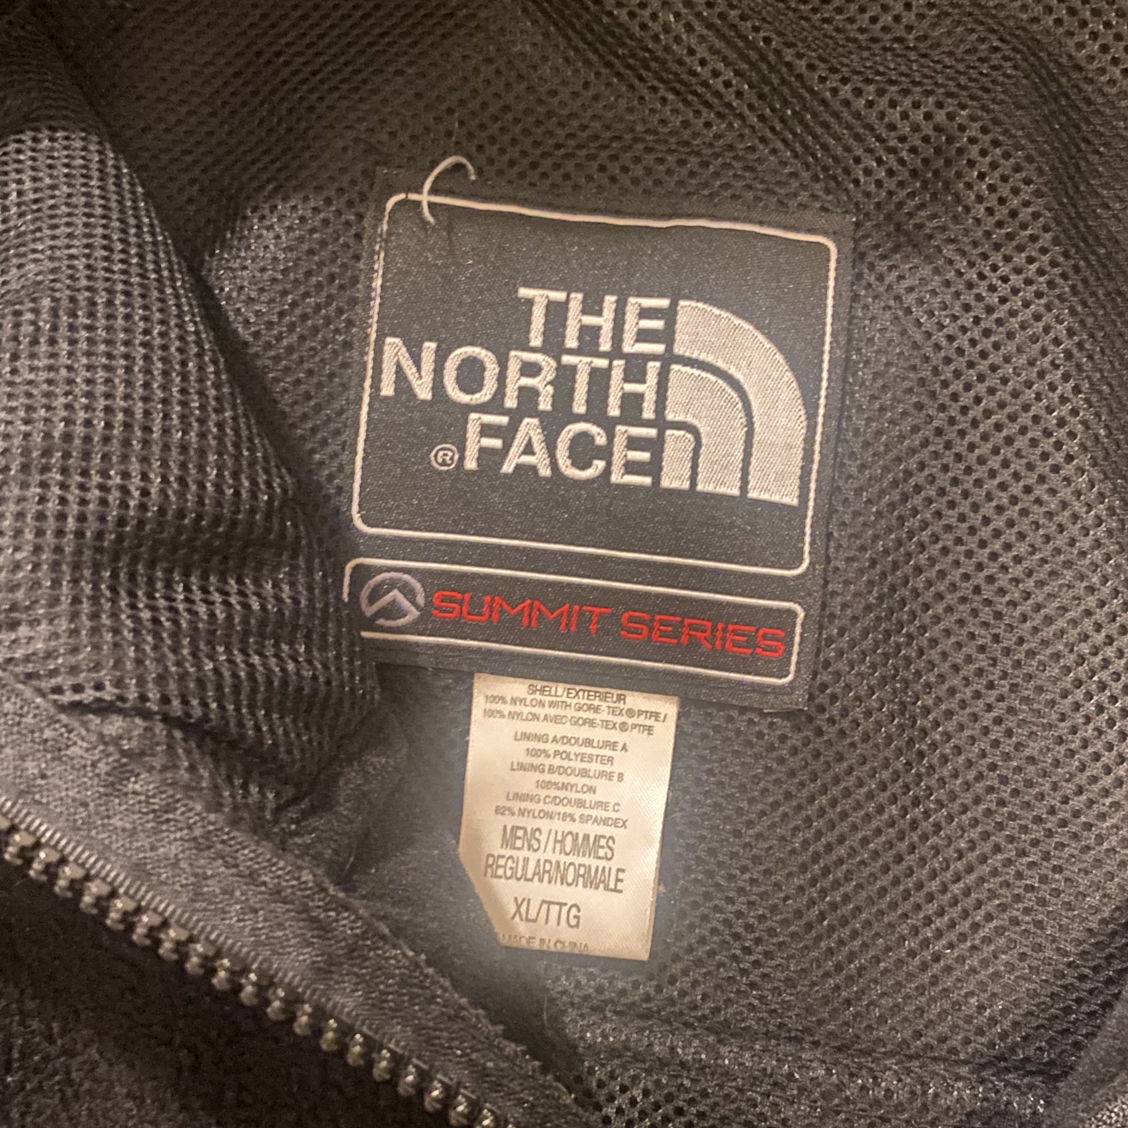 THE
NORTH
®FACE
SUMMIT SERIES
SHELL/EXTERIEUR
100% NYLON WITH GORE-TEX®PTFE /
100% NYLON AVEC GORE-TEX®PTFE
LINING A/DOUBLURE A
100% POLYESTER
LINING B/DOUBLURE B
100%NYLON
LINING C/DOUBLURE C
82% NYLON/18% SPANDEX
MENS / HOMMES
REGULAR/NORMALE
XL/TTG
MADE IN CHINA